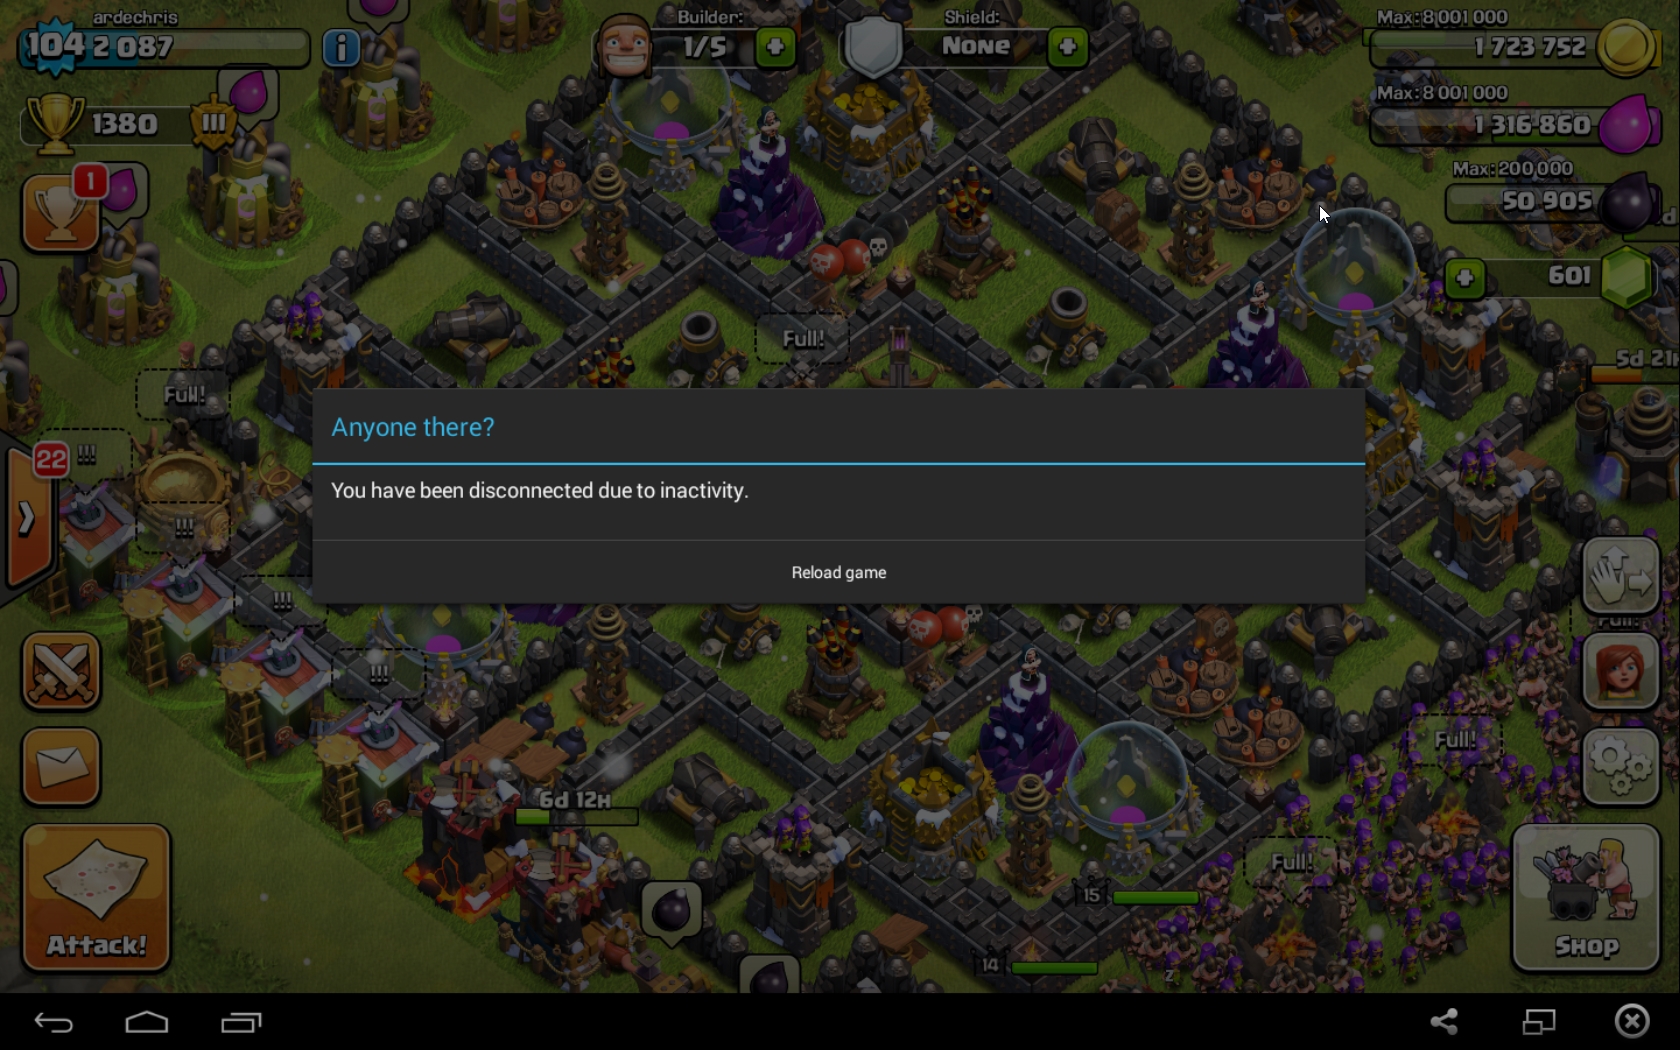 ardechris
104 2 087
Builder:
1/5
Shield:
None
Max: 8 001 000
1 723 752
Max: 8 001 000
1 316 860
Max: 200 000
50 905
601
1380
III
1
Full!
5d 21
Full!
22
!!!
!!!
!!!
!!!
Anyone there?
You have been disconnected due to inactivity.
Reload game
Full!
Full!
6d 12H
Full!
15
14
z
Attack!
Shop